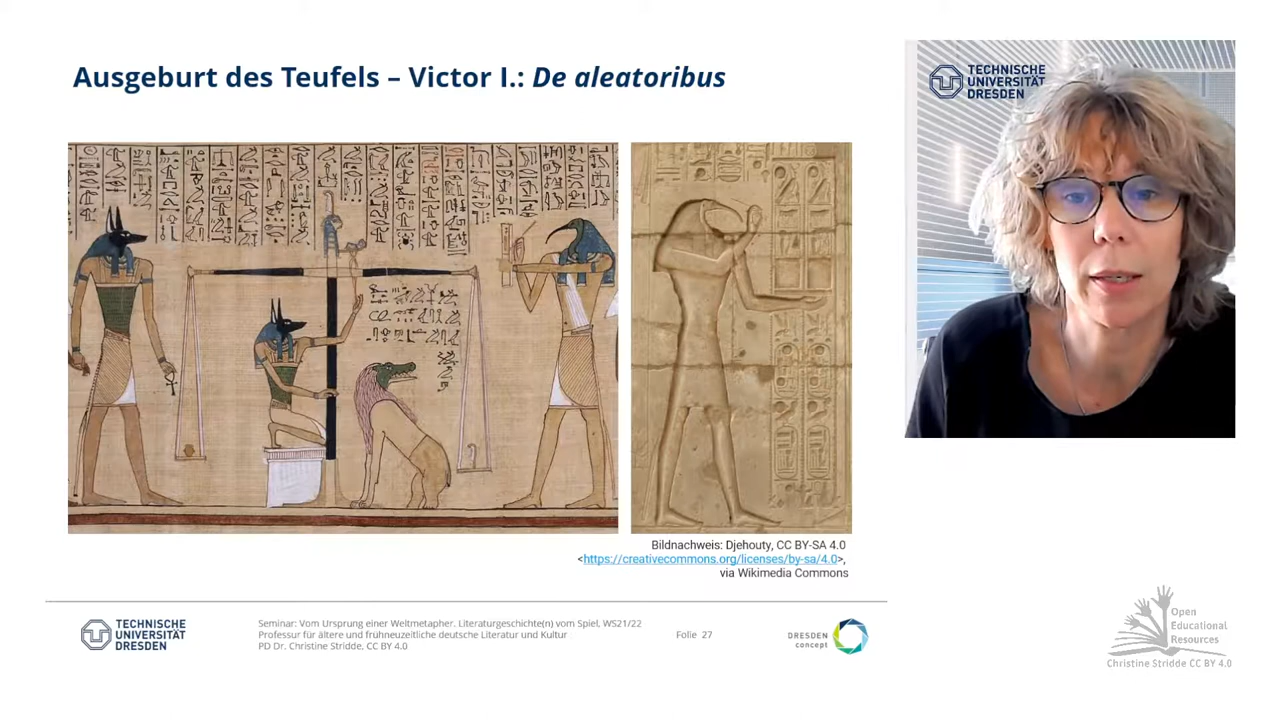 Ausgeburt des Teufels – Victor I.: De aleatoribus
TECHNISCHE
UNIVERSITÄT
DRESDEN
Bildnachweis: Djehouty, CC BY-SA 4.0
<https://creativecommons.org/licenses/by-sa/4.0>,
via Wikimedia Commons
TECHNISCHE
UNIVERSITÄT
DRESDEN
Seminar: Vom Ursprung einer Weltmetapher. Literaturgeschichte(n) vom Spiel, WS21/22
Professur für ältere und frühneuzeitliche deutsche Literatur und Kultur
PD Dr. Christine Stridde, CC BY 4.0
Folie 27
DRESDEN
concept
Open
Educational
Resources
Christine Stridde CC BY 4.0